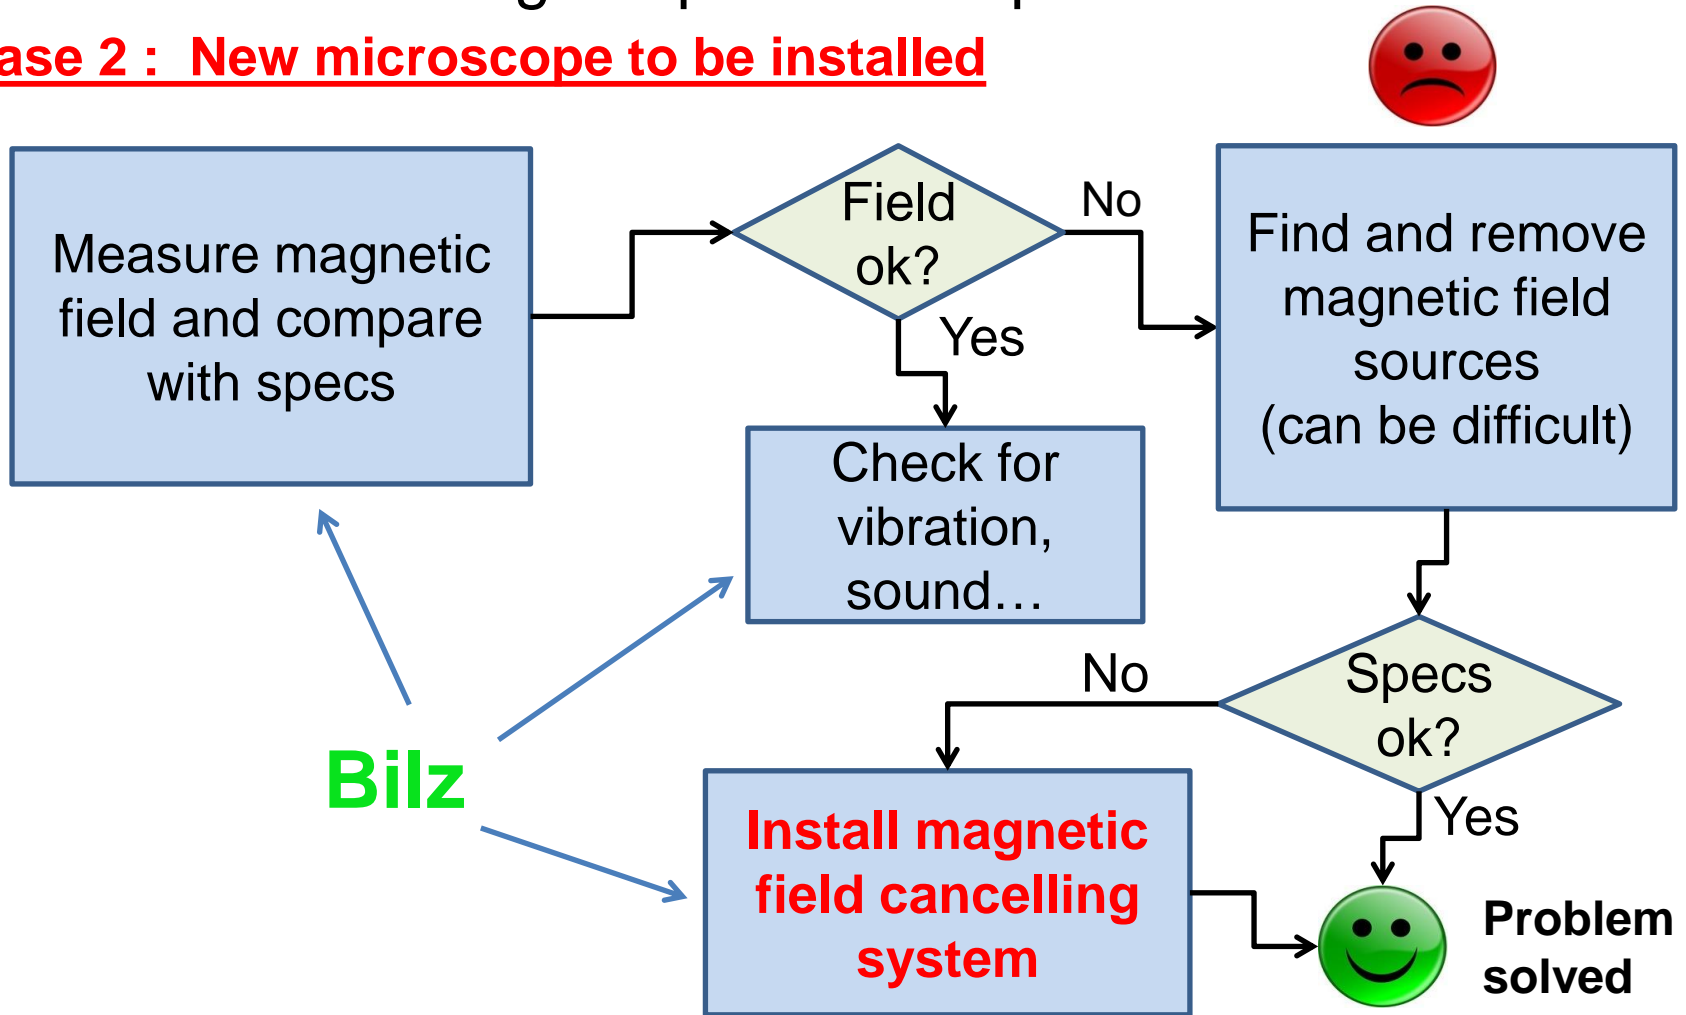 ase 2 :  New microscope to be installed
Measure magnetic
field and compare
with specs
Field
ok?
No
Yes
Find and remove
magnetic field
sources
(can be difficult)
Check for
vibration,
sound…
No
Specs
ok?
Yes
Bilz
Install magnetic
field cancelling
system
Problem
solved